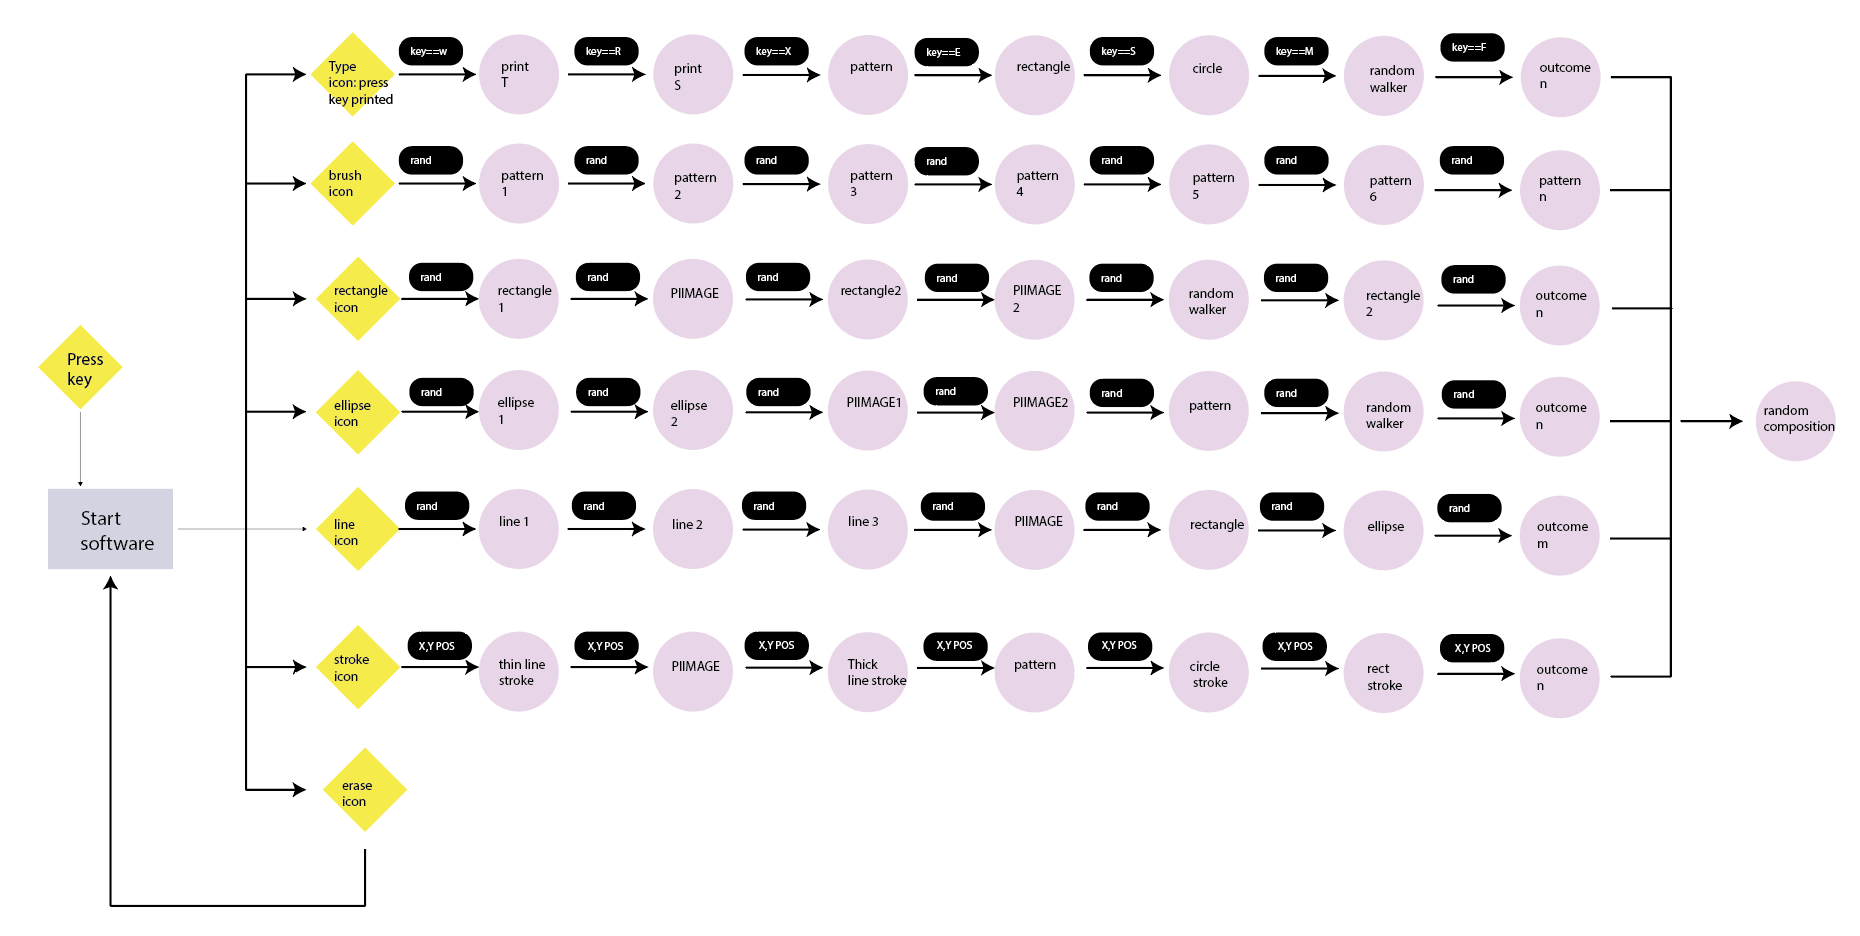 key==w
key==R
key==X
key==E
key==S
key==M
key==F
Type
icon: press
key printed
print
T
print
S
pattern
rectangle
circle
random
walker
outcome
n
rand
rand
rand
rand
rand
rand
rand
brush
icon
pattern
1
pattern
2
pattern
3
pattern
4
pattern
5
pattern
6
pattern
n
rand
rand
rand
rand
rand
rand
rand
rectangle
icon
rectangle
1
PIIMAGE
rectangle2
PIIMAGE
2
random
walker
rectangle
2
outcome
n
Press
key
rand
rand
rand
rand
rand
rand
rand
ellipse
icon
ellipse
1
ellipse
2
PIIMAGE1
PIIMAGE2
pattern
random
walker
outcome
n
random
composition
Start
software
rand
rand
rand
rand
rand
rand
rand
line
icon
line 1
line 2
line 3
PIIMAGE
rectangle
ellipse
outcome
m
X,Y POS
X,Y POS
X,Y POS
X,Y POS
X,Y POS
X,Y POS
X,Y POS
stroke
icon
thin line
stroke
PIIMAGE
Thick
line stroke
pattern
circle
stroke
rect
stroke
outcome
n
erase
icon